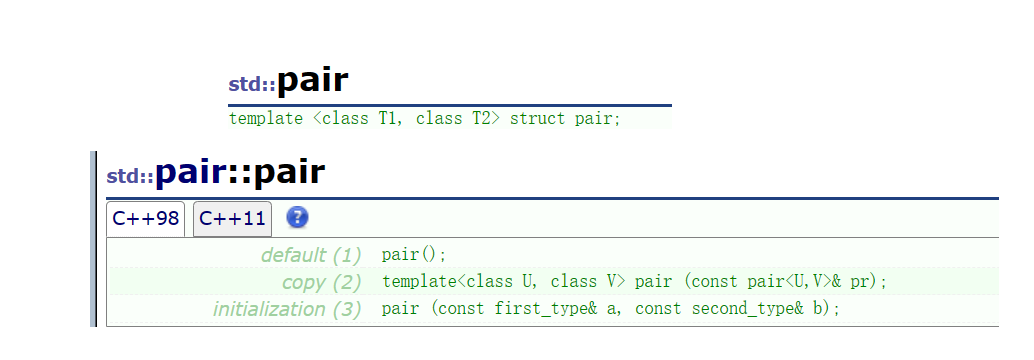 std::pair
template <class T1, class T2> struct pair;
std::pair::pair
C++98 C++11 ?
default (1) pair();
copy (2) template<class U, class V> pair (const pair<U,V>& pr);
initialization (3) pair (const first_type& a, const second_type& b);